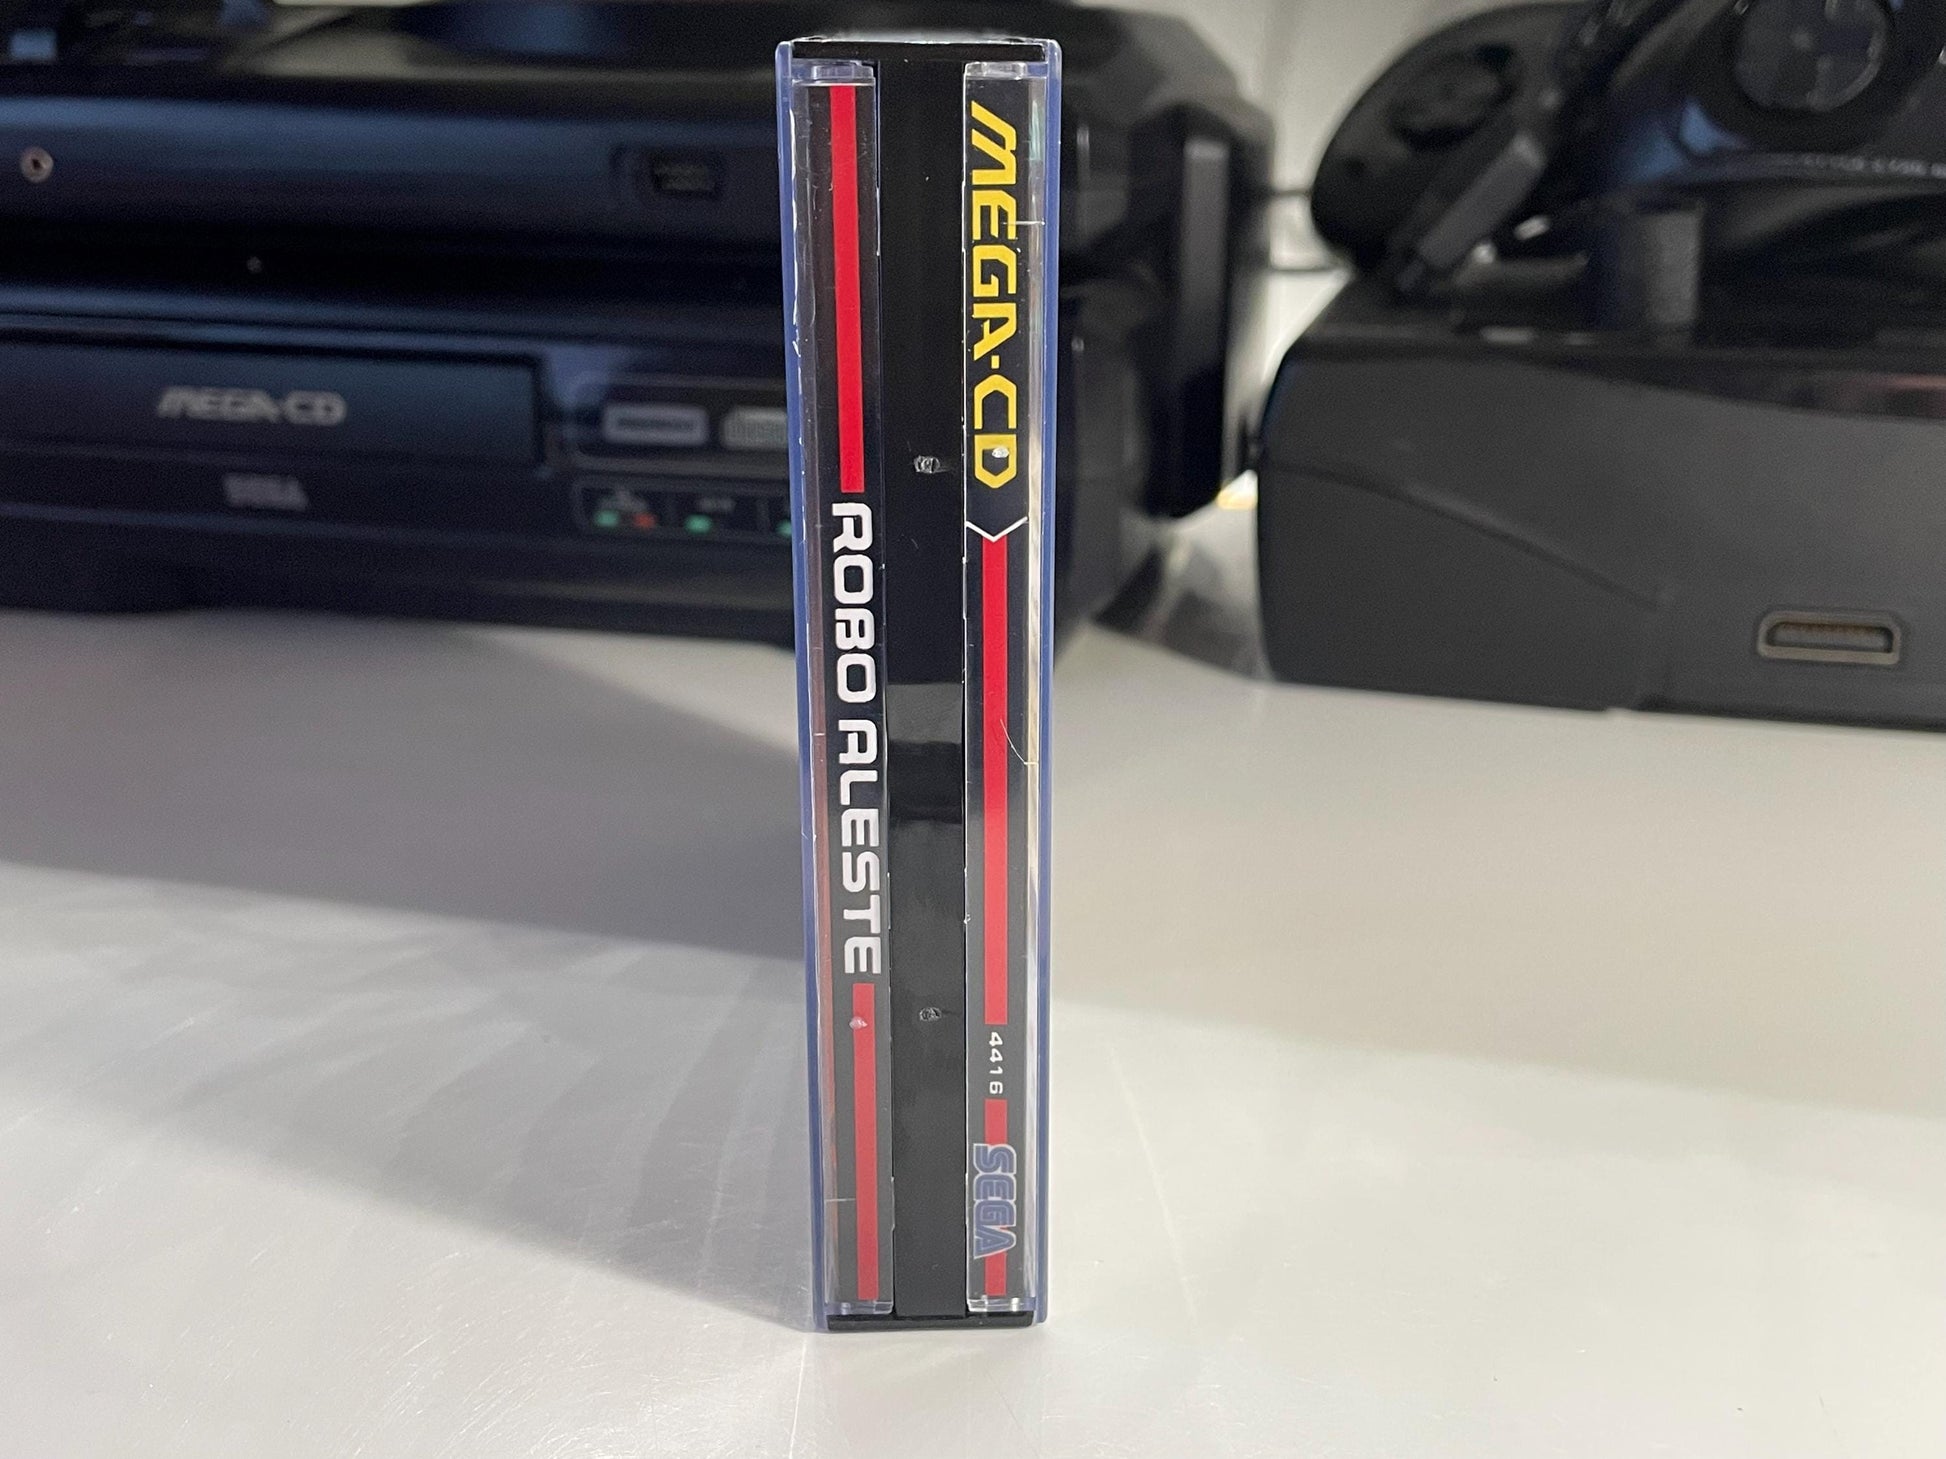 MEGA-CD
4416
SEGA
ROBO ALESTE
MEGA-CD
SEGA